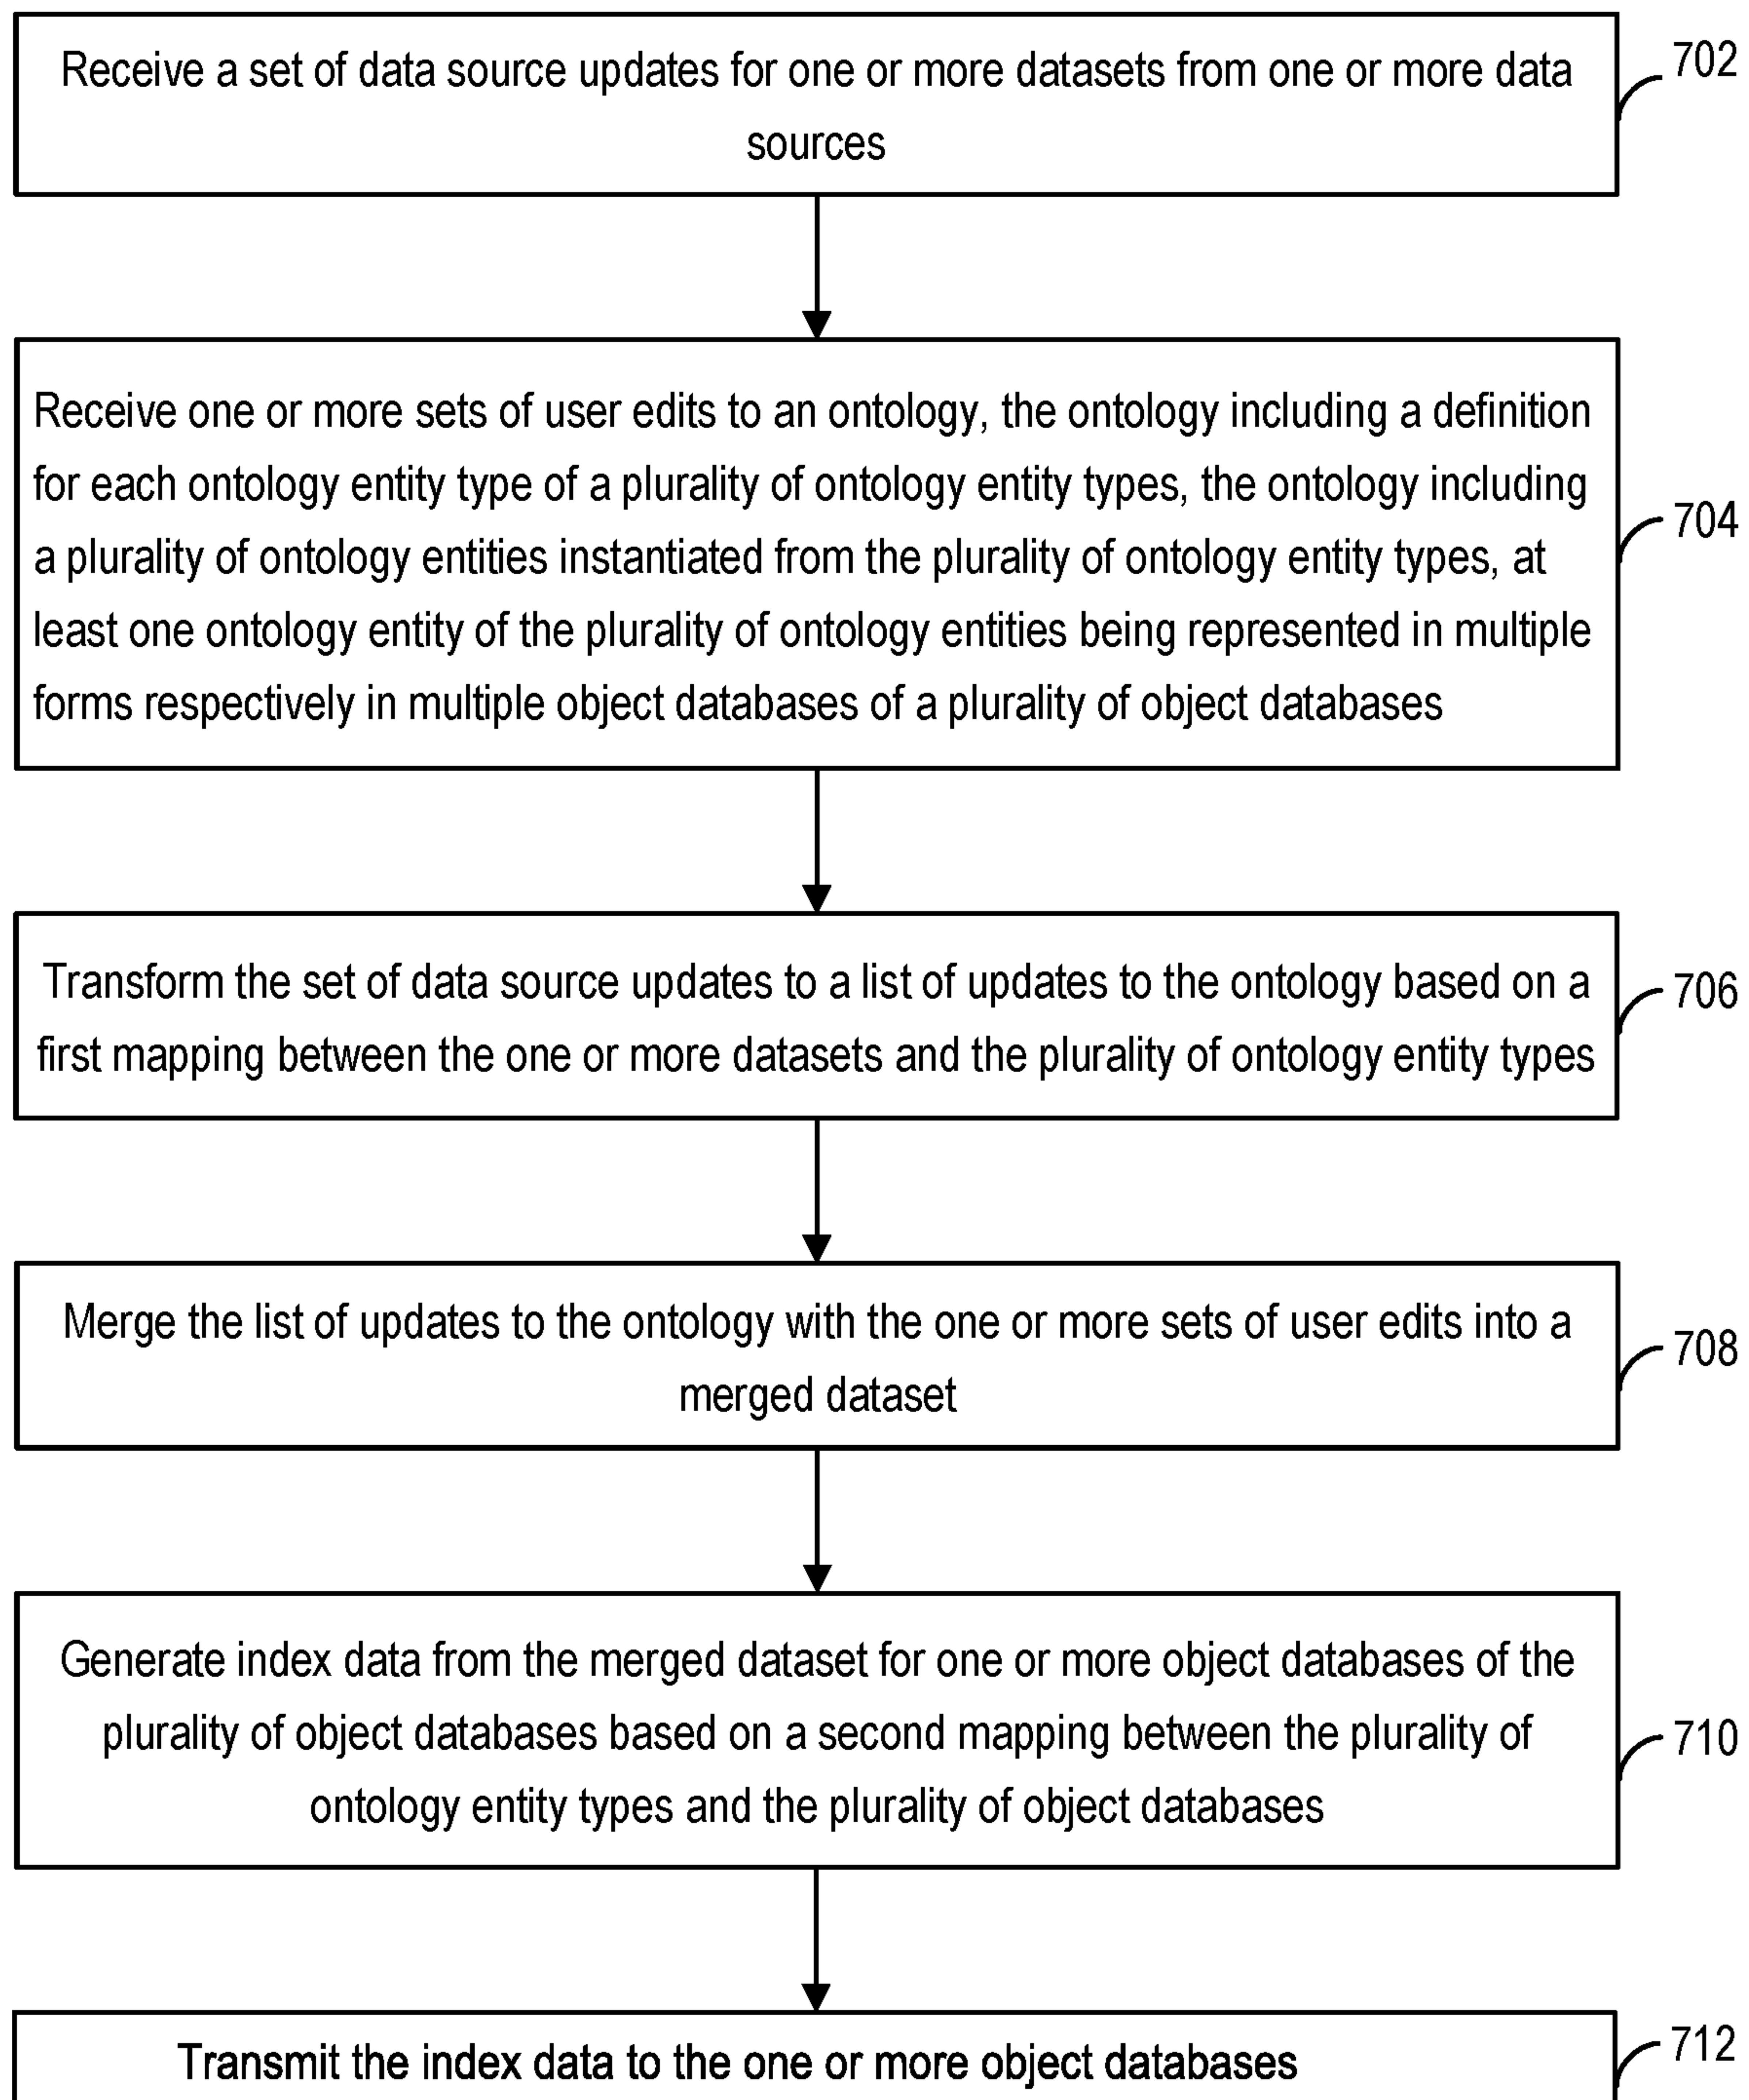 Receive a set of data source updates for one or more datasets from one or more data
sources
702
Receive one or more sets of user edits to an ontology, the ontology including a definition
for each ontology entity type of a plurality of ontology entity types, the ontology including
a plurality of ontology entities instantiated from the plurality of ontology entity types, at
least one ontology entity of the plurality of ontology entities being represented in multiple
forms respectively in multiple object databases of a plurality of object databases
704
Transform the set of data source updates to a list of updates to the ontology based on a
first mapping between the one or more datasets and the plurality of ontology entity types
706
Merge the list of updates to the ontology with the one or more sets of user edits into a
merged dataset
708
Generate index data from the merged dataset for one or more object databases of the
plurality of object databases based on a second mapping between the plurality of
ontology entity types and the plurality of object databases
710
Transmit the index data to the one or more object databases
712